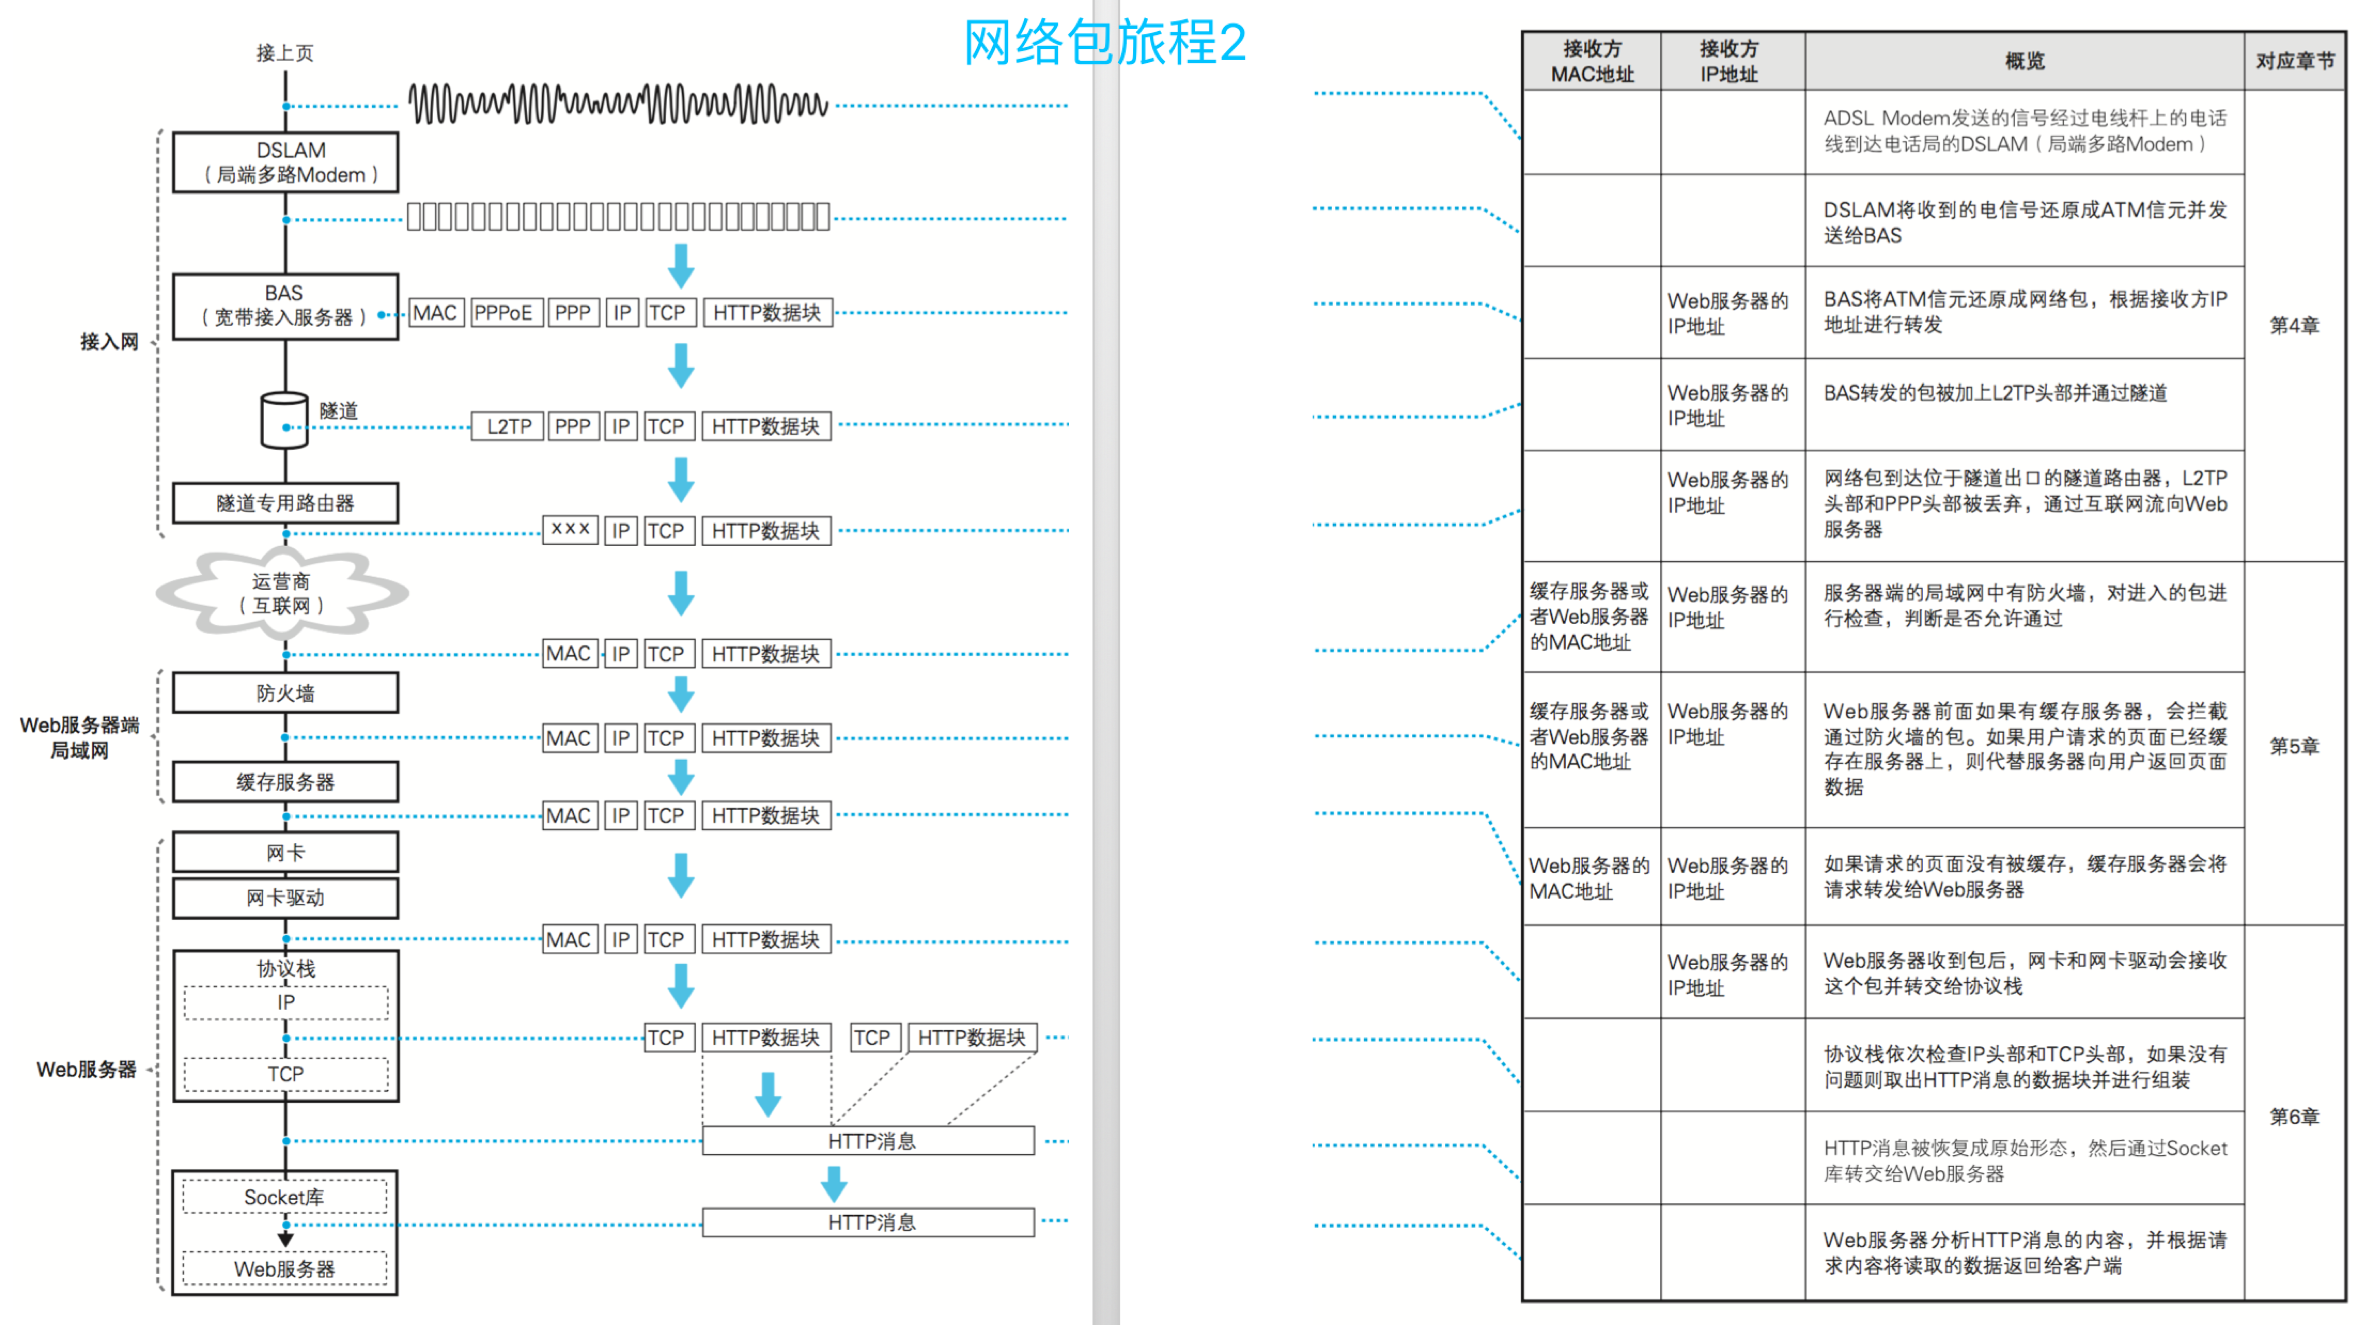 网络包旅程2
接上页
DSLAM
（局端多路Modem）
BAS
（宽带接入服务器）
MAC PPPoE PPP IP TCP HTTP数据块
接入网
隧道
L2TP PPP IP TCP HTTP数据块
隧道专用路由器
××× IP TCP HTTP数据块
运营商
（互联网）
MAC IP TCP HTTP数据块
防火墙
Web服务器端
局域网
MAC IP TCP HTTP数据块
缓存服务器
MAC IP TCP HTTP数据块
网卡
网卡驱动
MAC IP TCP HTTP数据块
协议栈
IP
TCP HTTP数据块 TCP HTTP数据块
TCP
Web服务器
HTTP消息
Socket库
HTTP消息
Web服务器
接收方
MAC地址
接收方
IP地址
概览
对应章节
ADSL Modem发送的信号经过电线杆上的电话
线到达电话局的DSLAM（局端多路Modem）
DSLAM将收到的电信号还原成ATM信元并发
送给BAS
Web服务器的
IP地址
BAS将ATM信元还原成网络包，根据接收方IP
地址进行转发
第4章
Web服务器的
IP地址
BAS转发的包被加上L2TP头部并通过隧道
Web服务器的
IP地址
网络包到达位于隧道出口的隧道路由器，L2TP
头部和PPP头部被丢弃，通过互联网流向Web
服务器
缓存服务器或
者Web服务器
的MAC地址
Web服务器的
IP地址
服务器端的局域网中有防火墙，对进入的包进
行检查，判断是否允许通过
缓存服务器或
者Web服务器
的MAC地址
Web服务器的
IP地址
Web服务器前面如果有缓存服务器，会拦截
通过防火墙的包。如果用户请求的页面已经缓
存在服务器上，则代替服务器向用户返回页面
数据
第5章
Web服务器的
MAC地址
Web服务器的
IP地址
如果请求的页面没有被缓存，缓存服务器会将
请求转发给Web服务器
Web服务器的
IP地址
Web服务器收到包后，网卡和网卡驱动会接收
这个包并转交给协议栈
协议栈依次检查IP头部和TCP头部，如果没有
问题则取出HTTP消息的数据块并进行组装
第6章
HTTP消息被恢复成原始形态，然后通过Socket
库转交给Web服务器
Web服务器分析HTTP消息的内容，并根据请
求内容将读取的数据返回给客户端